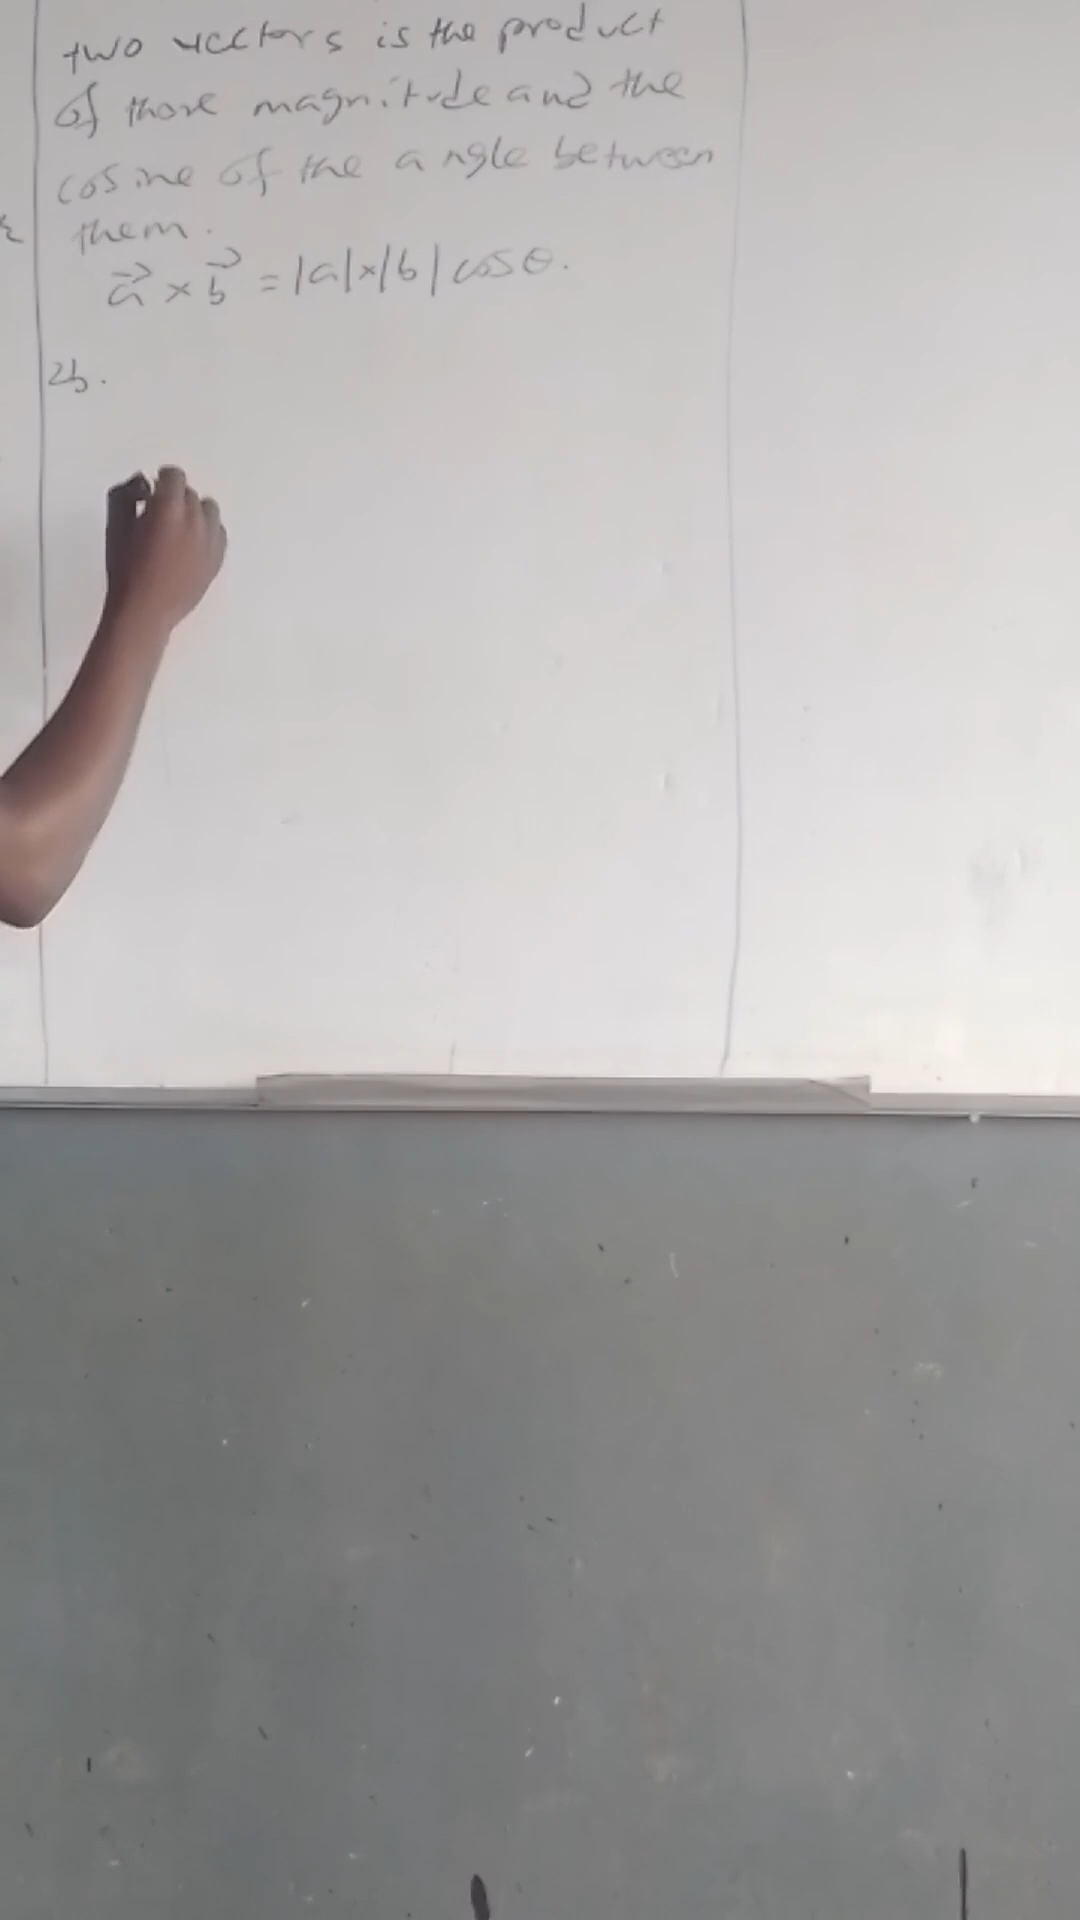 two vectors is the product
of those magnitude and the
cosine of the angle between
them.
a⃗ × b⃗ = |a|×|b| cosθ.
2b.